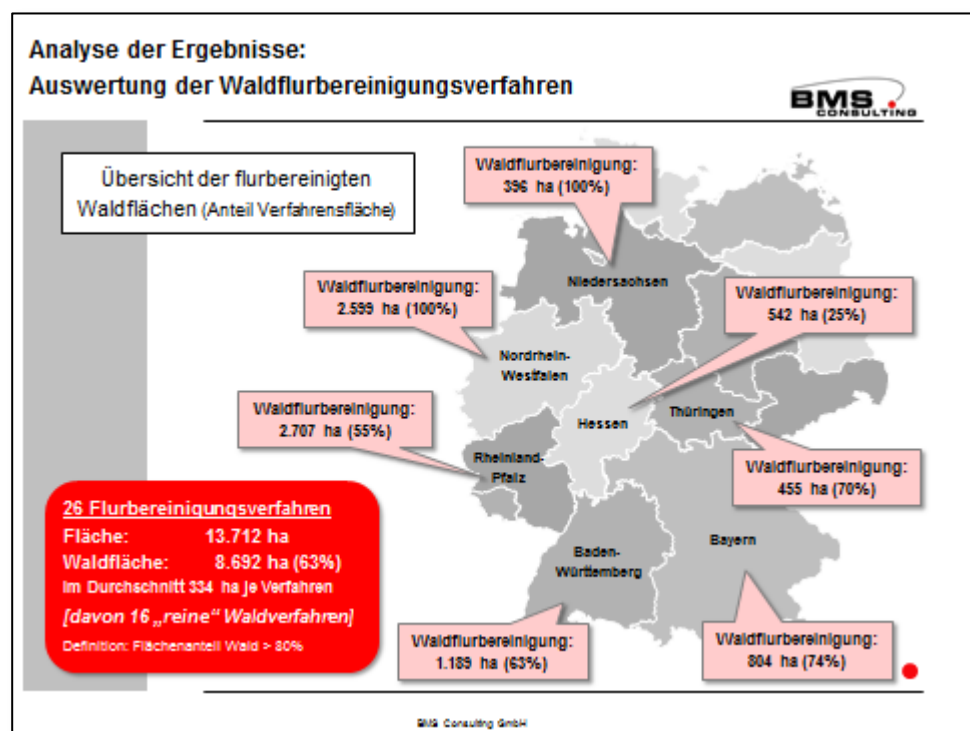 Analyse der Ergebnisse:
Auswertung der Waldflurbereinigungsverfahren
BMS
CONSULTING
Übersicht der flurbereinigten
Waldflächen (Anteil Verfahrensfläche)
Waldflurbereinigung:
396 ha (100%)
Niedersachsen
Waldflurbereinigung:
2.599 ha (100%)
Waldflurbereinigung:
542 ha (25%)
Nordrhein-
Westfalen
Hessen
Thüringen
Waldflurbereinigung:
2.707 ha (55%)
Rheinland-
Pfalz
Waldflurbereinigung:
455 ha (70%)
Bayern
Baden-
Württemberg
26 Flurbereinigungsverfahren
Fläche: 13.712 ha
Waldfläche: 8.692 ha (63%)
Im Durchschnitt 334 ha je Verfahren
[davon 16 „reine“ Waldverfahren]
Definition: Flächenanteil Wald > 80%
Waldflurbereinigung:
1.189 ha (63%)
Waldflurbereinigung:
804 ha (74%)
BMS Consulting GmbH